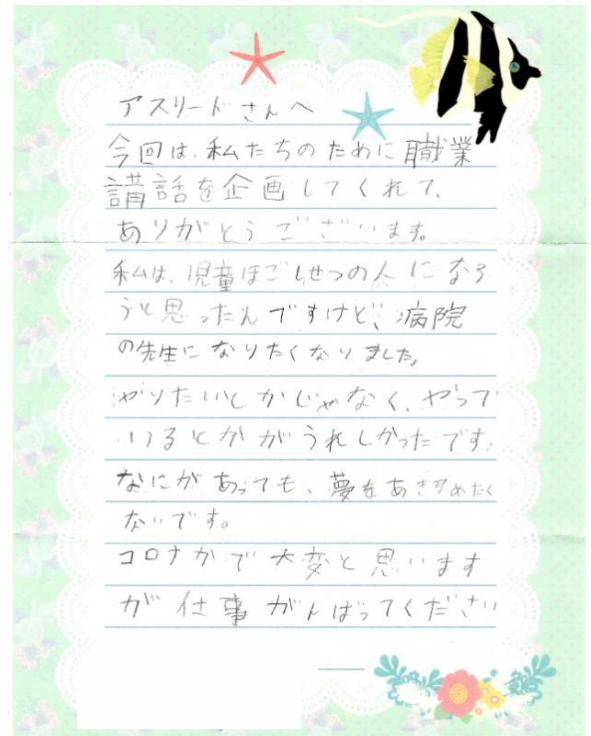 アスリードさんへ
今回は、私たちのために職業
講話を企画してくれて、
ありがとうございます。
私は、児童ほごしせつの人になろ
うと思ったんですけど、病院
の先生になりたくなりました。
やりたいしかじゃなく、やって
いるとかがうれしかったです。
なにがあっても、夢をあきらめたく
ないです。
コロナかで大変と思います
が仕事がんばってください